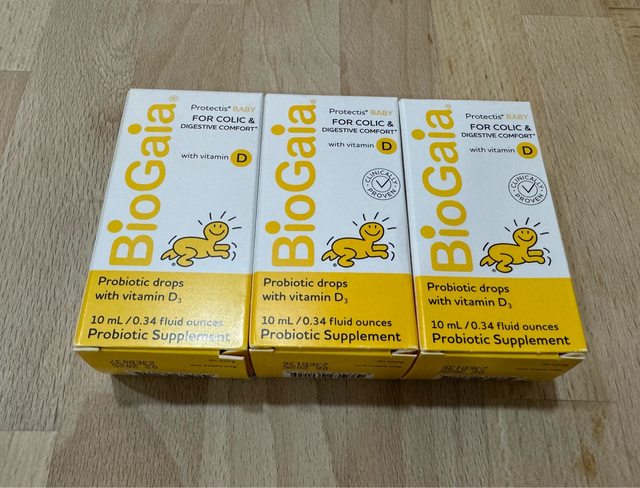 BioGaia®
Protectis® BABY
FOR COLIC &
DIGESTIVE COMFORT*
with vitamin D
Probiotic drops
with vitamin D₃
10 mL / 0.34 fluid ounces
Probiotic Supplement
BioGaia®
Protectis® BABY
FOR COLIC &
DIGESTIVE COMFORT*
with vitamin D
CLINICALLY
PROVEN
Probiotic drops
with vitamin D₃
10 mL / 0.34 fluid ounces
Probiotic Supplement
BioGaia®
Protectis® BABY
FOR COLIC &
DIGESTIVE COMFORT*
with vitamin D
CLINICALLY
PROVEN
Probiotic drops
with vitamin D₃
10 mL / 0.34 fluid ounces
Probiotic Supplement